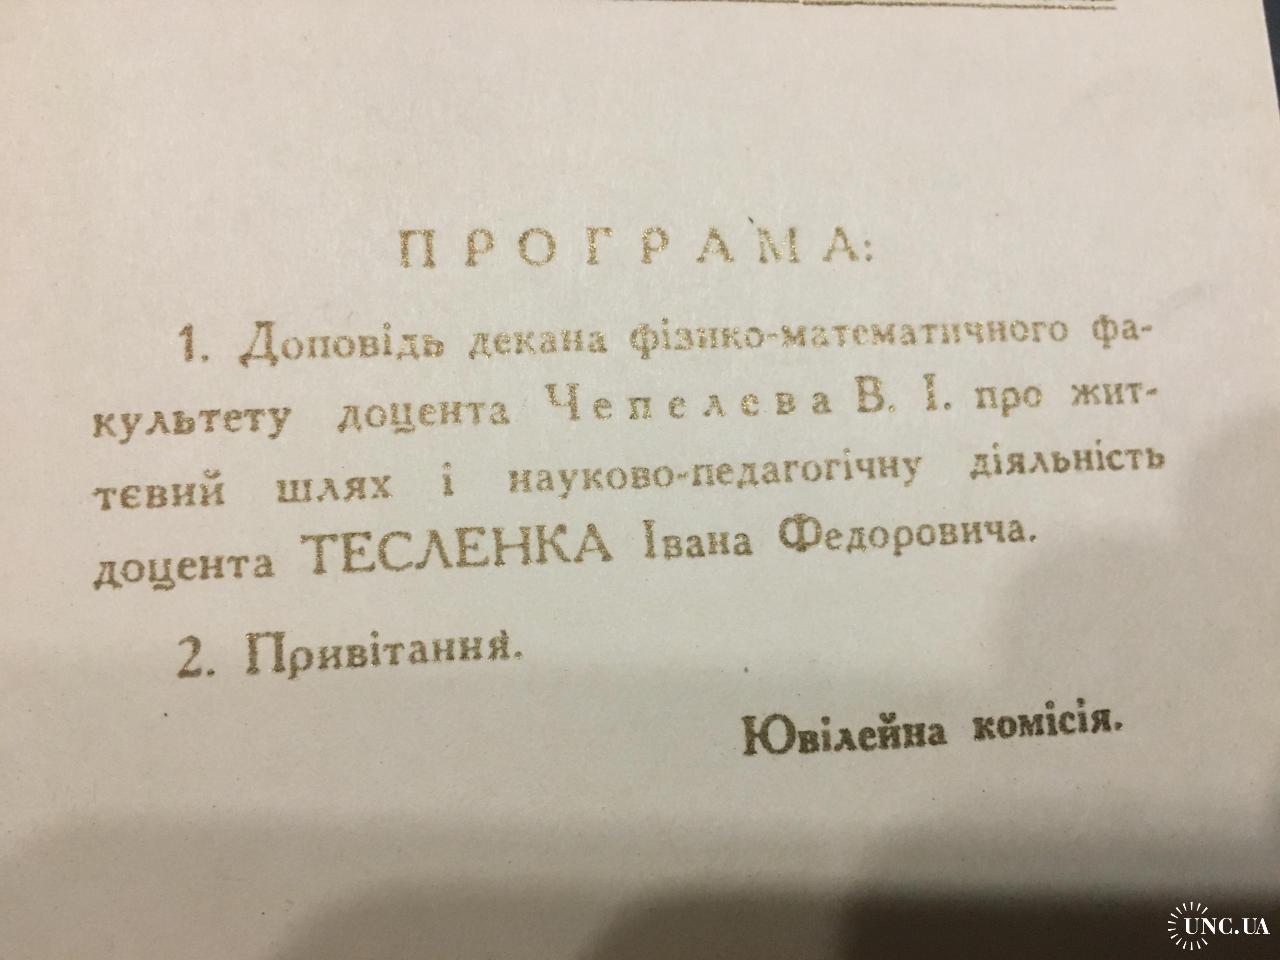 ПРОГРАМА:
1. Доповідь декана фізико-математичного фа-
культету доцента Чепелєва В. І. про жит-
тєвий шлях і науково-педагогічну діяльність
доцента ТЕСЛЕНКА Івана Федоровича.
2. Привітання.
Ювілейна комісія.
UNC.UA